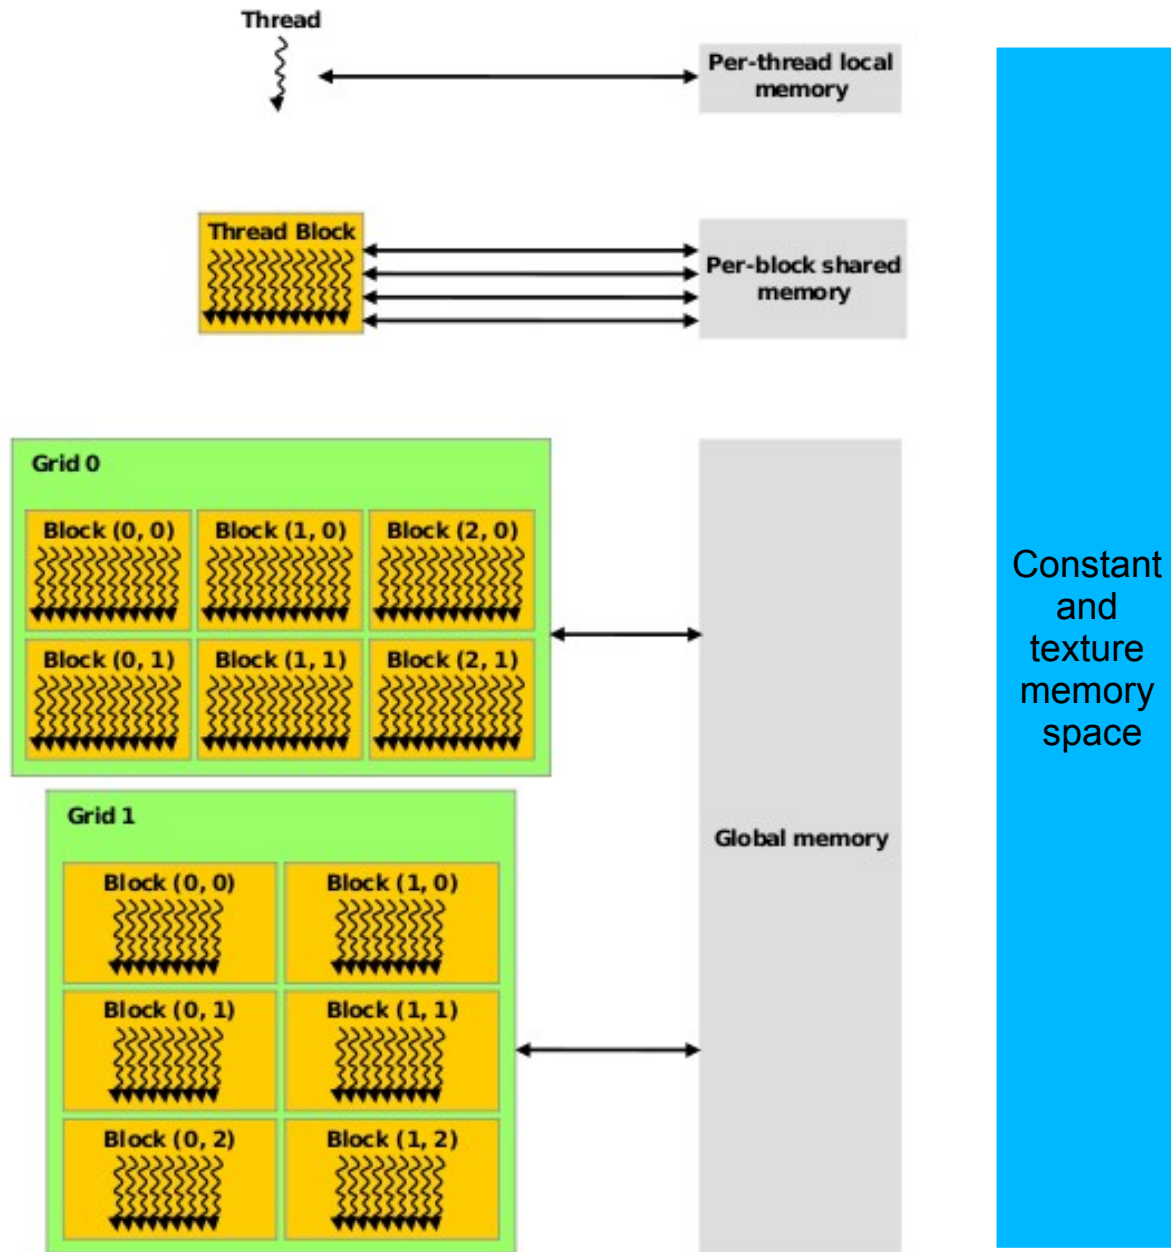 Thread
Per-thread local
memory
Thread Block
Per-block shared
memory
Grid 0
Block (0, 0)
Block (1, 0)
Block (2, 0)
Block (0, 1)
Block (1, 1)
Block (2, 1)
Grid 1
Block (0, 0)
Block (1, 0)
Block (0, 1)
Block (1, 1)
Block (0, 2)
Block (1, 2)
Global memory
Constant
and
texture
memory
space